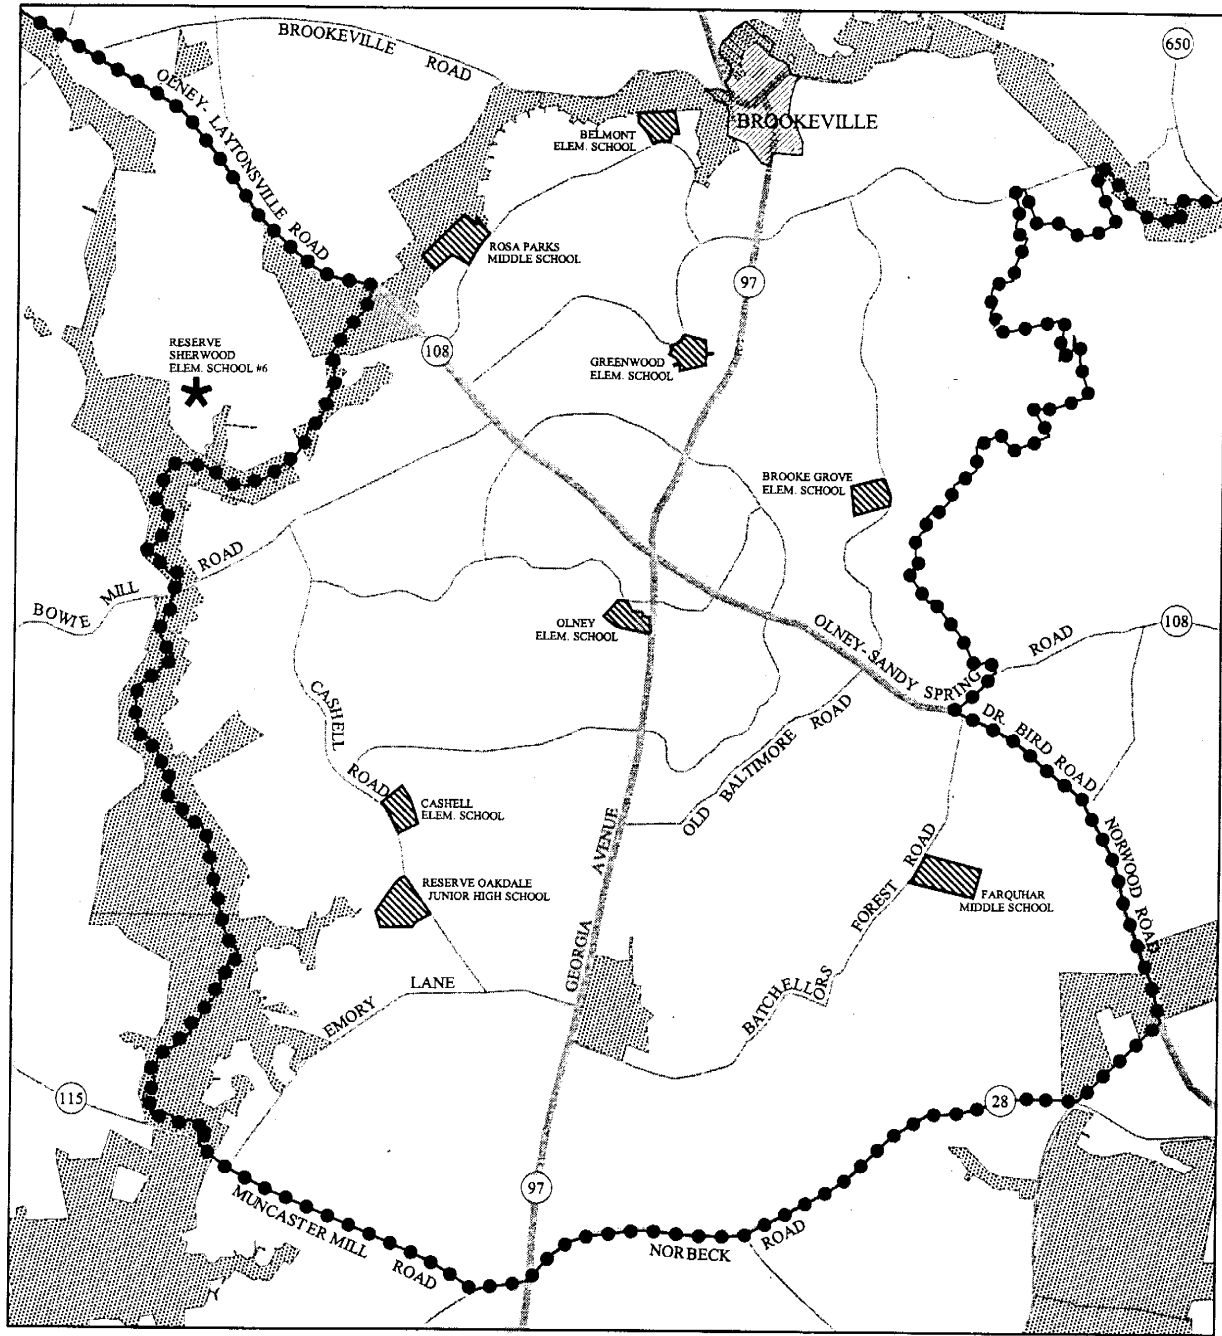 BROOKEVILLE
ROAD
650
OLNEY-LAYTONSVILLE ROAD
BROOKEVILLE
BELMONT
ELEM. SCHOOL
ROSA PARKS
MIDDLE SCHOOL
97
RESERVE
SHERWOOD
ELEM. SCHOOL #6
108
GREENWOOD
ELEM. SCHOOL
BROOKE GROVE
ELEM. SCHOOL
BOWIE MILL ROAD
OLNEY
ELEM. SCHOOL
OLNEY-SANDY SPRING ROAD
108
CASHELL
ROAD
DR. BIRD ROAD
OLD BALTIMORE ROAD
CASHELL
ELEM. SCHOOL
GEORGIA AVENUE
NORWOOD ROAD
RESERVE OAKDALE
JUNIOR HIGH SCHOOL
FARQUHAR
MIDDLE SCHOOL
BATCHELLORS FOREST ROAD
EMORY LANE
115
28
97
MUNCASTER MILL ROAD
NORBECK ROAD